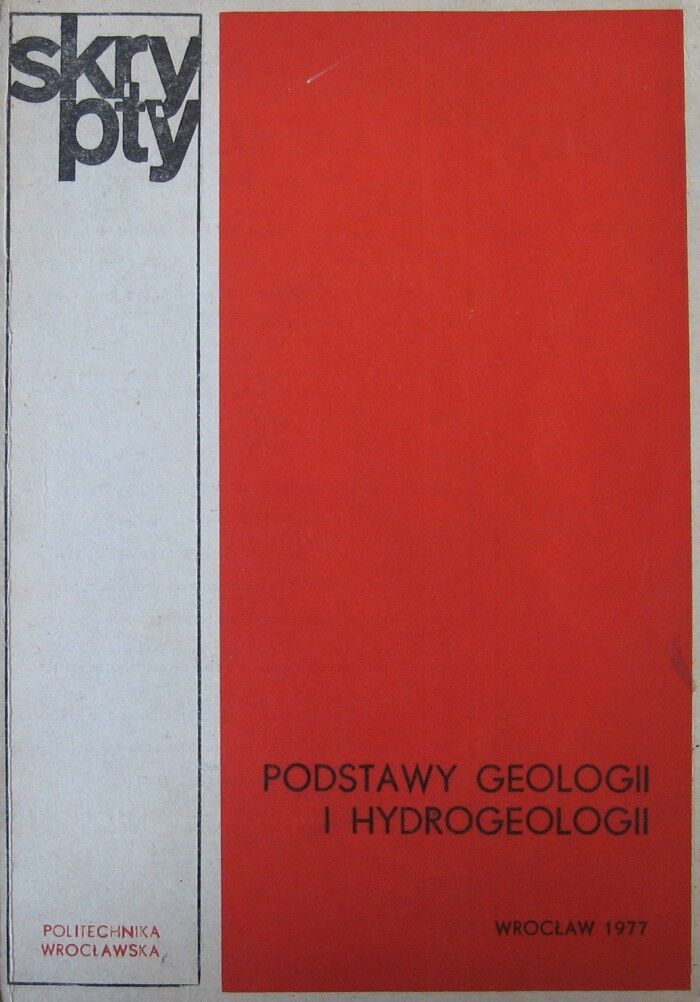 skry
pty
PODSTAWY GEOLOGII
I HYDROGEOLOGII
WROCŁAW 1977
POLITECHNIKA
WROCŁAWSKA